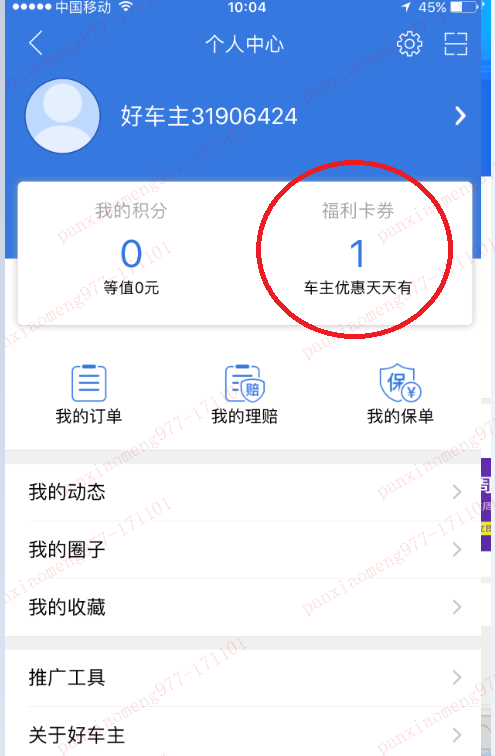 中国移动 10:04 45%
个人中心
好车主31906424
我的积分 福利卡券
0 1
等值0元 车主优惠天天有
赔 保 ¥
我的订单 我的理赔 我的保单
我的动态
我的圈子
我的收藏
推广工具
关于好车主
panxiaomeng977-171101